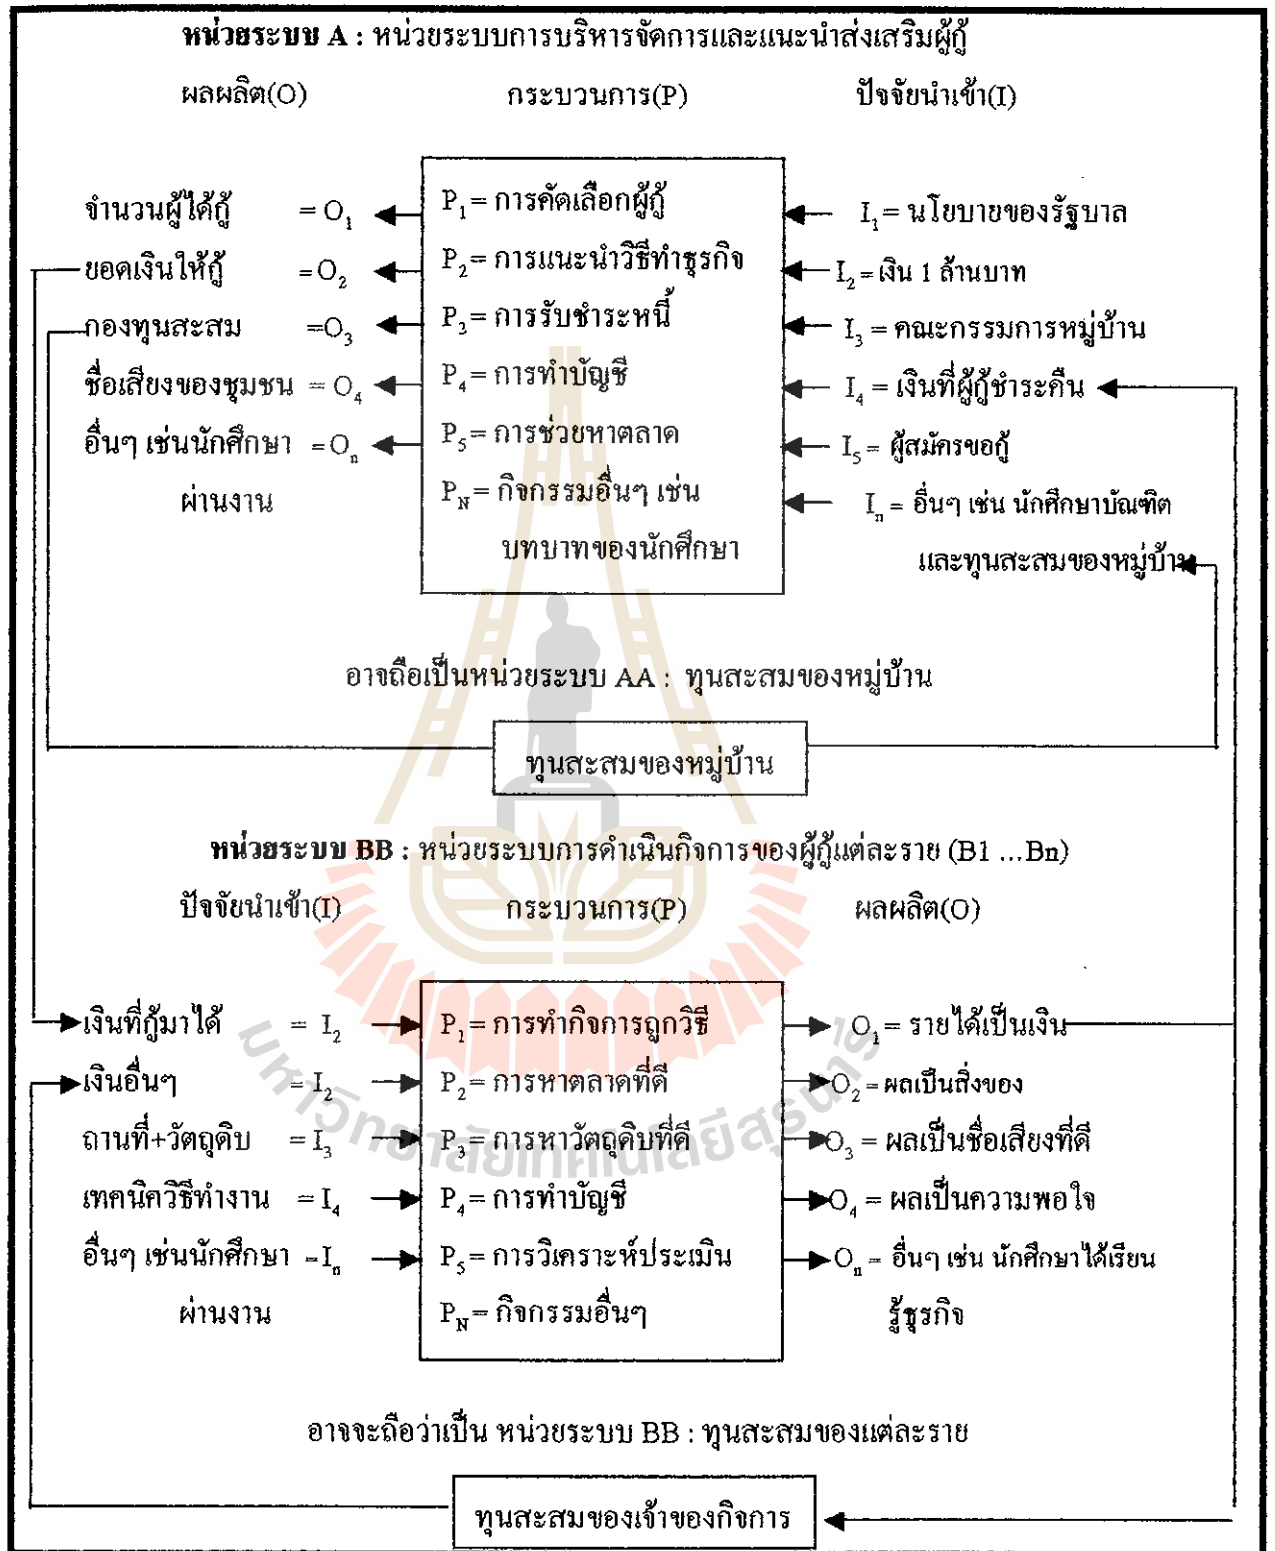 หน่วยระบบ A : หน่วยระบบการบริหารจัดการและแนะนำส่งเสริมผู้กู้
ผลผลิต(O) กระบวนการ(P) ปัจจัยนำเข้า(I)
จำนวนผู้ได้กู้ = O1 P1 = การคัดเลือกผู้กู้ I1 = นโยบายของรัฐบาล
ยอดเงินให้กู้ = O2 P2 = การแนะนำวิธีทำธุรกิจ I2 = เงิน 1 ล้านบาท
กองทุนสะสม = O3 P3 = การรับชำระหนี้ I3 = คณะกรรมการหมู่บ้าน
ชื่อเสียงของชุมชน = O4 P4 = การทำบัญชี I4 = เงินที่ผู้กู้ชำระคืน
อื่นๆ เช่นนักศึกษา = On P5 = การช่วยหาตลาด I5 = ผู้สมัครขอกู้
ผ่านงาน PN = กิจกรรมอื่นๆ เช่น In = อื่นๆ เช่น นักศึกษาบัณฑิต
บทบาทของนักศึกษา และทุนสะสมของหมู่บ้าน
อาจถือเป็นหน่วยระบบ AA : ทุนสะสมของหมู่บ้าน
ทุนสะสมของหมู่บ้าน
หน่วยระบบ BB : หน่วยระบบการดำเนินกิจการของผู้กู้แต่ละราย (B1 ...Bn)
ปัจจัยนำเข้า(I) กระบวนการ(P) ผลผลิต(O)
เงินที่กู้มาได้ = I2 P1 = การทำกิจการถูกวิธี O1 = รายได้เป็นเงิน
เงินอื่นๆ = I2 P2 = การหาตลาดที่ดี O2 = ผลเป็นสิ่งของ
ถานที่+วัตถุดิบ = I3 P3 = การหาวัตถุดิบที่ดี O3 = ผลเป็นชื่อเสียงที่ดี
เทคนิควิธีทำงาน = I4 P4 = การทำบัญชี O4 = ผลเป็นความพอใจ
อื่นๆ เช่นนักศึกษา = In P5 = การวิเคราะห์ประเมิน On = อื่นๆ เช่น นักศึกษาได้เรียน
ผ่านงาน PN = กิจกรรมอื่นๆ รู้ธุรกิจ
มหาวิทยาลัยเทคโนโลยีสุรนารี
อาจจะถือว่าเป็น หน่วยระบบ BB : ทุนสะสมของแต่ละราย
ทุนสะสมของเจ้าของกิจการ